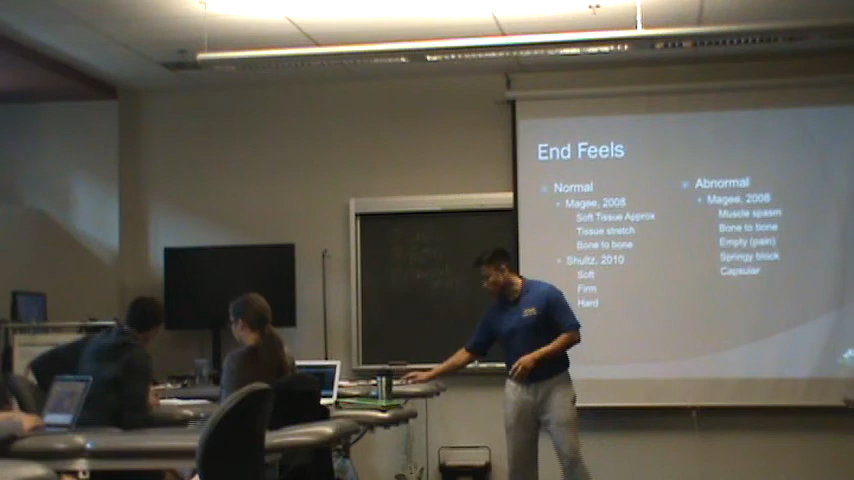 End Feels
Normal
Magee, 2008
Soft Tissue Approx
Tissue stretch
Bone to bone
Shultz, 2010
Soft
Firm
Hard
Abnormal
Magee, 2008
Muscle spasm
Bone to bone
Empty (pain)
Springy block
Capsular